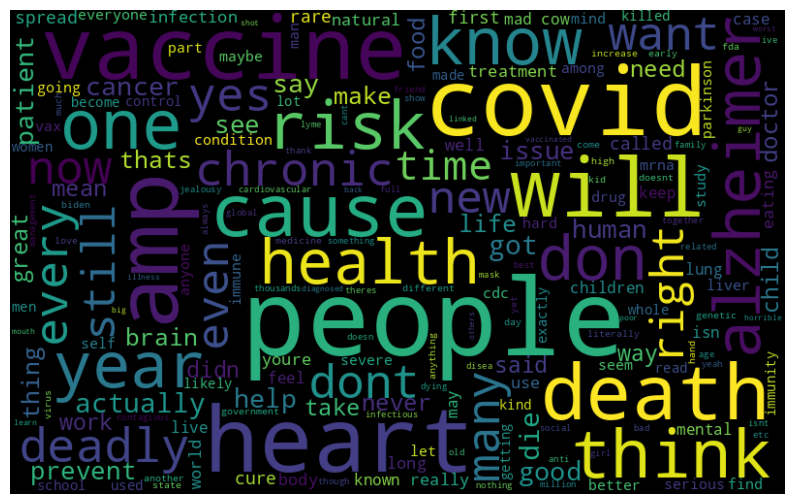 spread everyone infection
vaccine
rare natural
first mad cow mind killed
shot
worst
ive
know
want
case
part
man
maybe
food
made
treatment
among
increase early fda
patient
going
cancer
yes
say
see
make
lot
become control
friend show
much
vax
women
one
risk
condition
linked lyme cant
covid
need
parkinson
vaccinated
guy
alzheimer
doctor
eating
now
thats
mean
chronic
time
thank
well
issue
called
come family
important
high
mrna
doesnt
kid
drug
keep
study
new
will
jealousy cardiovascular back full
biden
love
management
great
every
still
amp
anyone
always
even
immune
global
cause
medicine something
life
hard
human
got
together
don
right
lung
liver
child
men
illness
health
mask
cdc
children
related
isn
whole
genetic
horrible
immunity
thousands diagnosed theres different
best
yet
day
exactly
poor
people
others
literally
mouth
big
self
brain
doesn
youre
severe
anything
way
seem
read
hand
age yeah
thing
year
didn
likely
feel
dying
disea
said
use
death
virus
actually
help
dont
take
never
government
infectious
may
kind
many
getting
die
social
bad
mental
isnt
etc
learn
contagious
work
live
world
deadly
heart
let
old
long
good
anti
girl
think
prevent
another
cure
body
known
really
nothing
million
better
serious
find
school
used
state
though